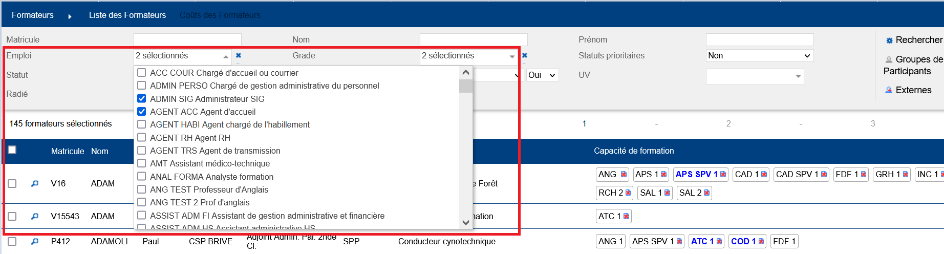 Formateurs ▸ Liste des Formateurs Coûts des Formateurs
Matricule Nom Prénom
Emploi 2 sélectionnés Grade 2 sélectionnés Statuts prioritaires Non
Statut Oui UV
Radié
Rechercher
Groupes de
Participants
Externes
ACC COUR Chargé d'accueil ou courrier
ADMIN PERSO Chargé de gestion administrative du personnel
ADMIN SIG Administrateur SIG
AGENT ACC Agent d'accueil
AGENT HABI Agent chargé de l'habillement
AGENT RH Agent RH
AGENT TRS Agent de transmission
AMT Assistant médico-technique
ANAL FORMA Analyste formation
ANG TEST Professeur d'Anglais
ANG TEST 2 Prof d'anglais
ASSIST ADM FI Assistant de gestion administrative et financière
ASSIST ADM HS Assistant administrative HS
145 formateurs sélectionnés 1 - 2 - 3
Matricule Nom Capacité de formation
V16 ADAM e Forêt ANG APS 1 APS SPV 1 CAD 1 CAD SPV 1 FDF 1 GRH 1 INC 1
RCH 2 SAL 1 SAL 2
V15543 ADAM mation ATC 1
P412 ADAMOLI Paul CSP BRIVE Adjoint Admin. Pal. 2nde
Cl. SPP Conducteur cynotechnique ANG 1 APS SPV 1 ATC 1 COD 1 FDF 1